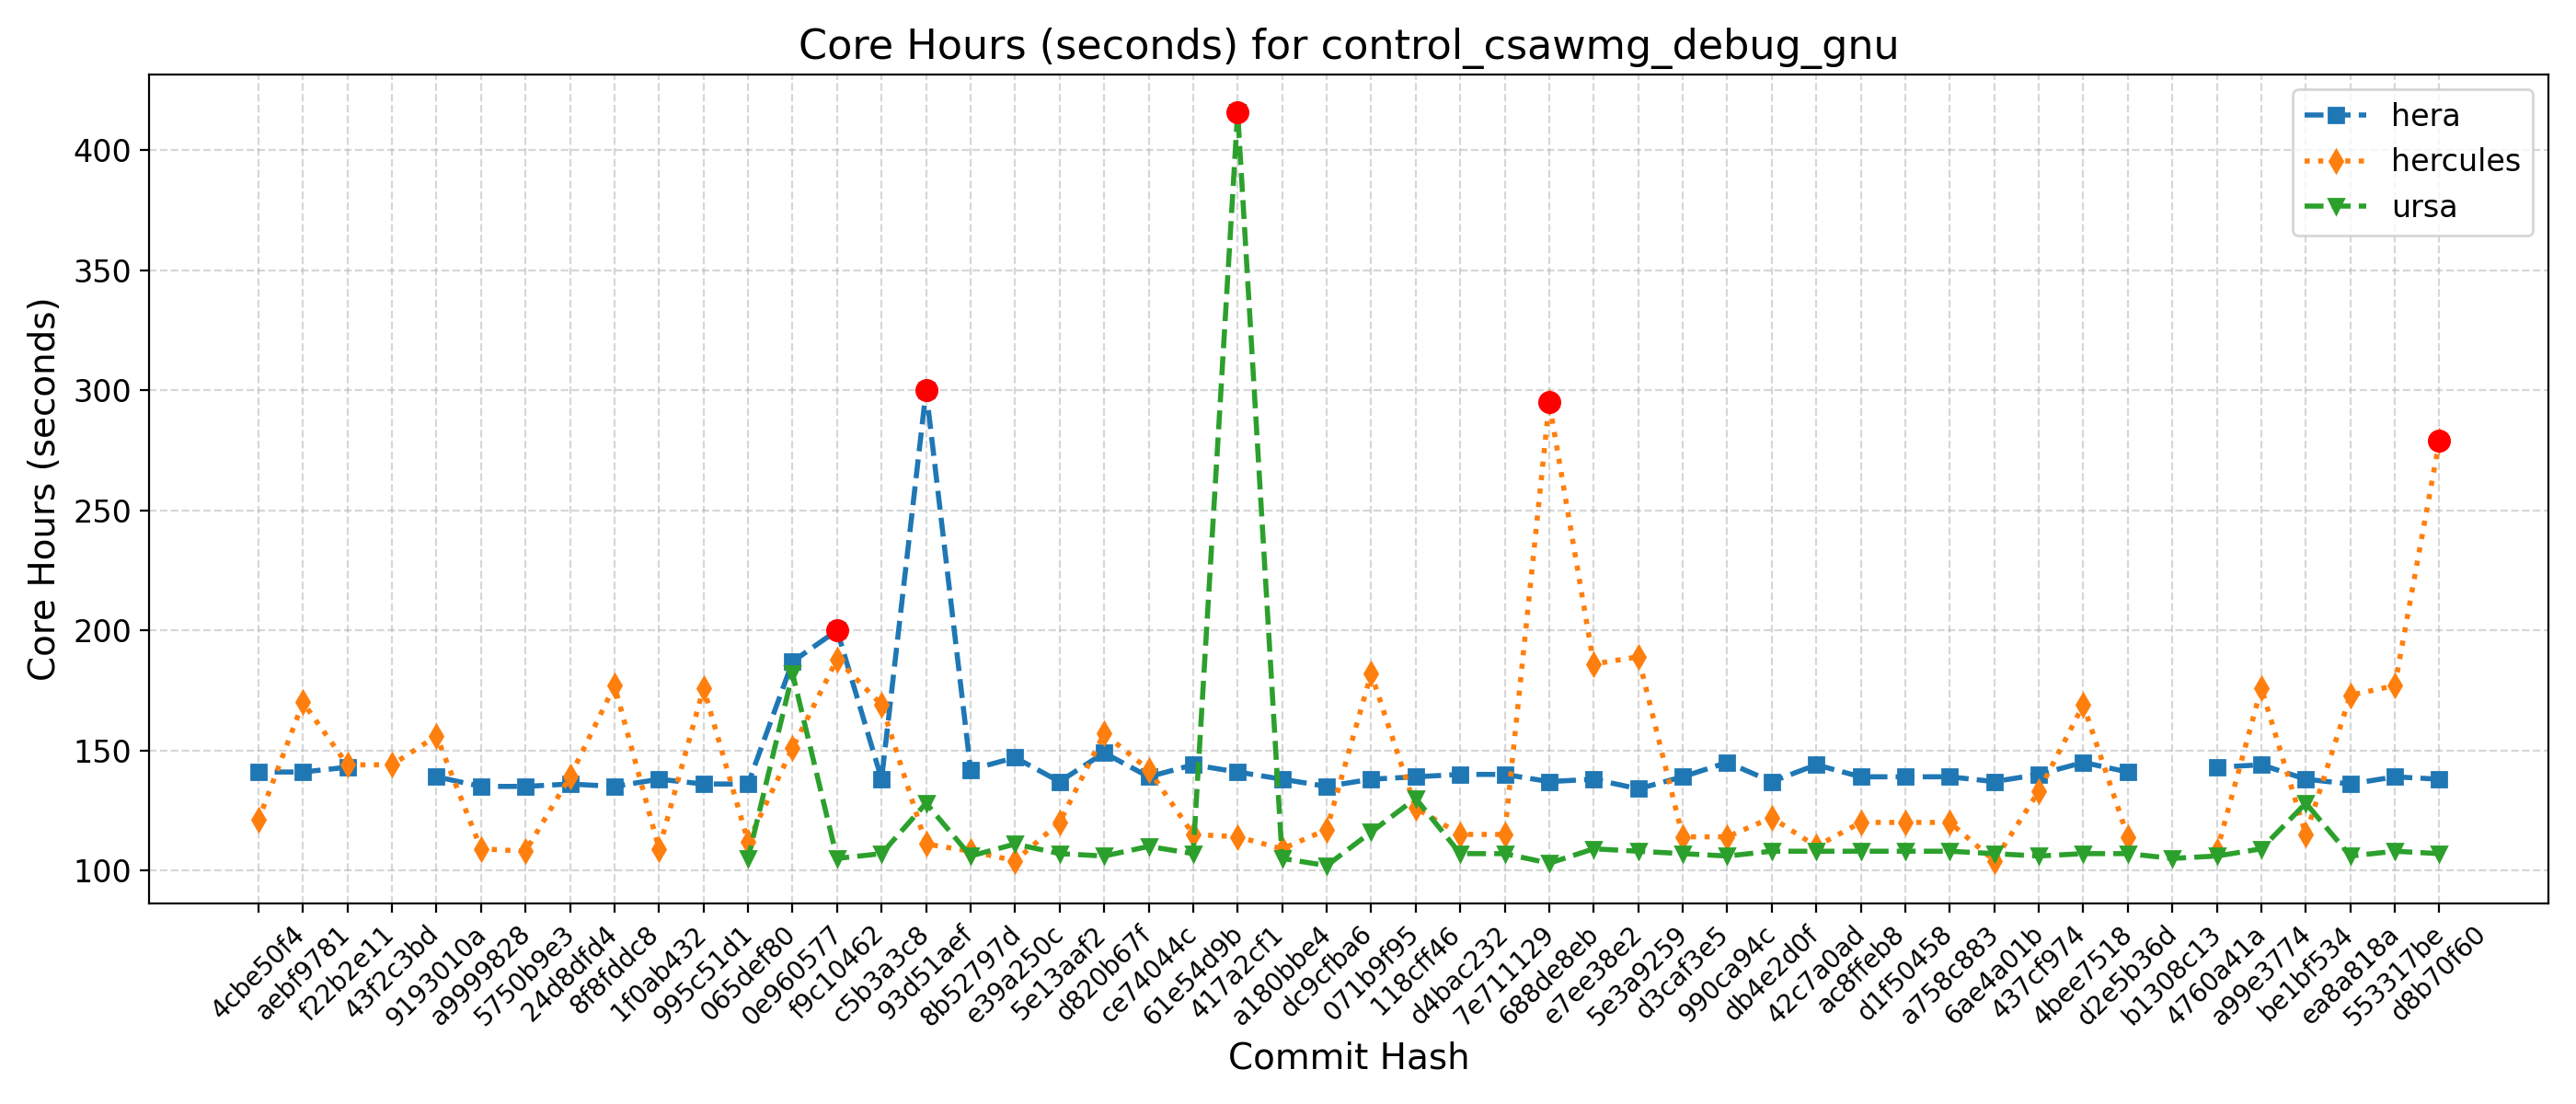 Core Hours (seconds) for control_csawmg_debug_gnu
hera
hercules
ursa
Core Hours (seconds)
400
350
300
250
200
150
100
4cbe50f4
aebf9781
f22b2e11
43f2c3bd
9193010a
a9999828
5750b9e3
24d8dfd4
8f8fddc8
1f0ab432
995c51d1
065def80
0e960577
f9c10462
c5b3a3c8
93d51aef
8b52797d
e39a250c
5e13aaf2
d820b67f
ce74044c
61e54d9b
417a2cf1
a180bbe4
dc9cfba6
071b9f95
118cff46
d4bac232
7e711129
688de8eb
e7ee38e2
5e3a9259
d3caf3e5
990ca94c
db4e2d0f
42c7a0ad
ac8ffeb8
d1f50458
a758c883
6ae4a01b
437cf974
4bee7518
d2e5b36d
b1308c13
4760a41a
a99e3774
be1bf534
ea8a818a
553317be
d8b70f60
Commit Hash